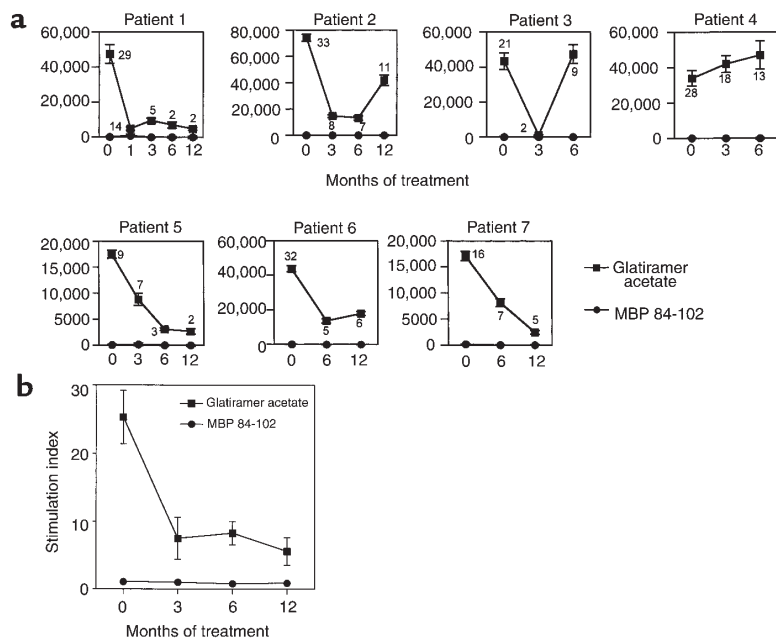 a
Patient 1
60,000
40,000
20,000
0
29
14
5
2
2
0 1 3 6 12
Patient 2
80,000
60,000
40,000
20,000
0
33
8
7
11
0 3 6 12
Patient 3
60,000
40,000
20,000
0
21
2
9
0 3 6
Patient 4
60,000
40,000
20,000
0
28
18
13
0 3 6
Months of treatment
Patient 5
20,000
15,000
10,000
5000
0
9
7
3
2
0 3 6 12
Patient 6
60,000
40,000
20,000
0
32
5
6
0 6 12
Patient 7
20,000
15,000
10,000
5000
0
16
7
5
0 6 12
Glatiramer
acetate
MBP 84-102
b
Stimulation index
30
20
10
0
Glatiramer acetate
MBP 84-102
0 3 6 12
Months of treatment